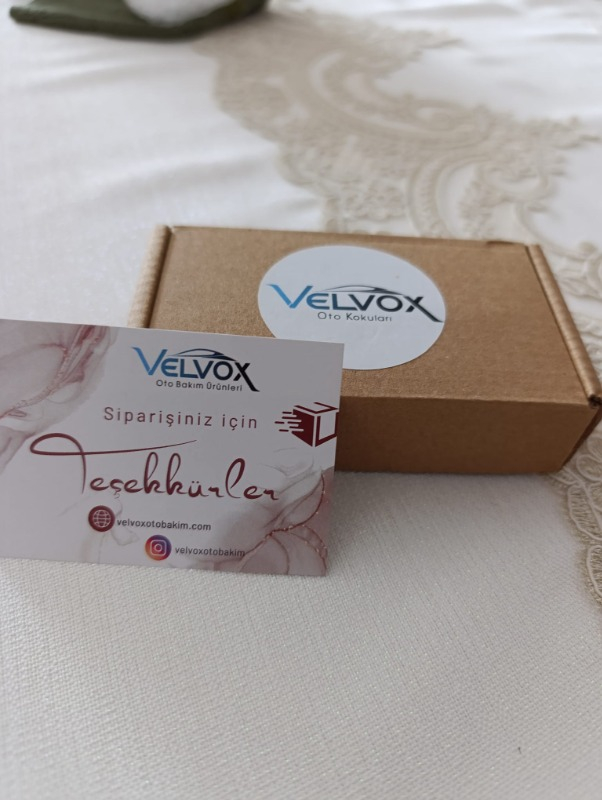 VELVOX
Oto Kokuları
VELVOX
Oto Bakım Ürünleri
Siparişiniz için
Teşekkürler
velvoxotobakim.com
velvoxotobakim